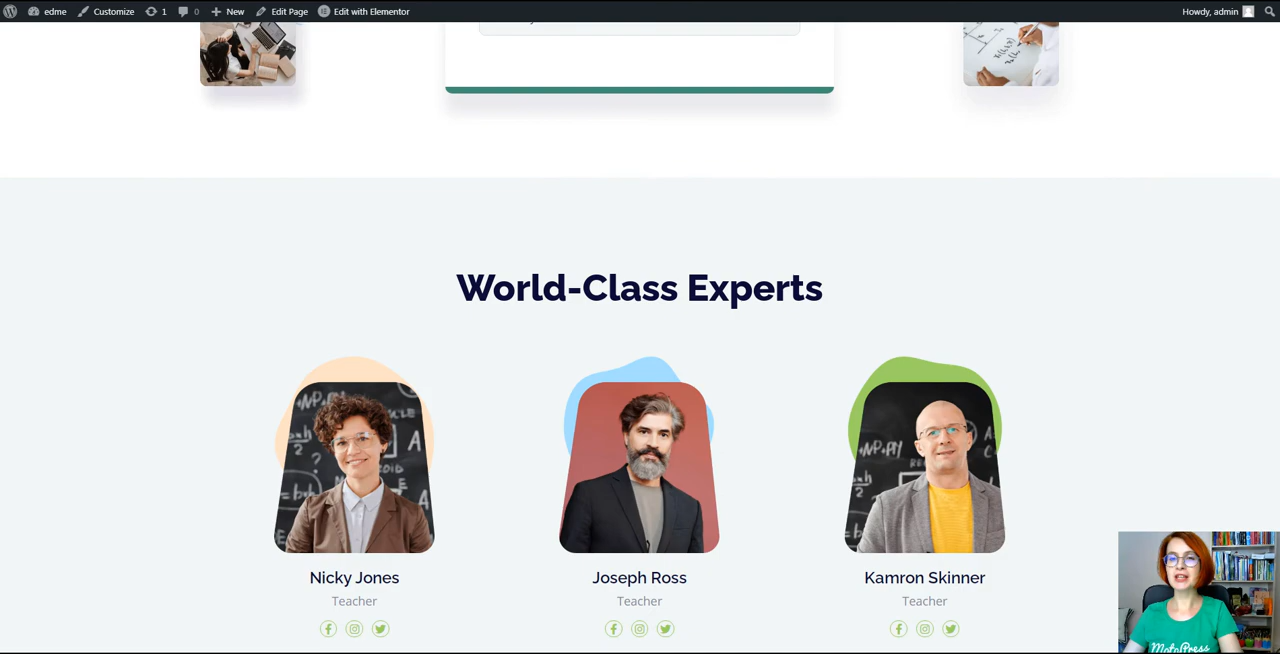 edme Customize 1 0 New Edit Page Edit with Elementor Howdy, admin
World-Class Experts
Nicky Jones Joseph Ross Kamron Skinner
Teacher Teacher Teacher
MotoPress